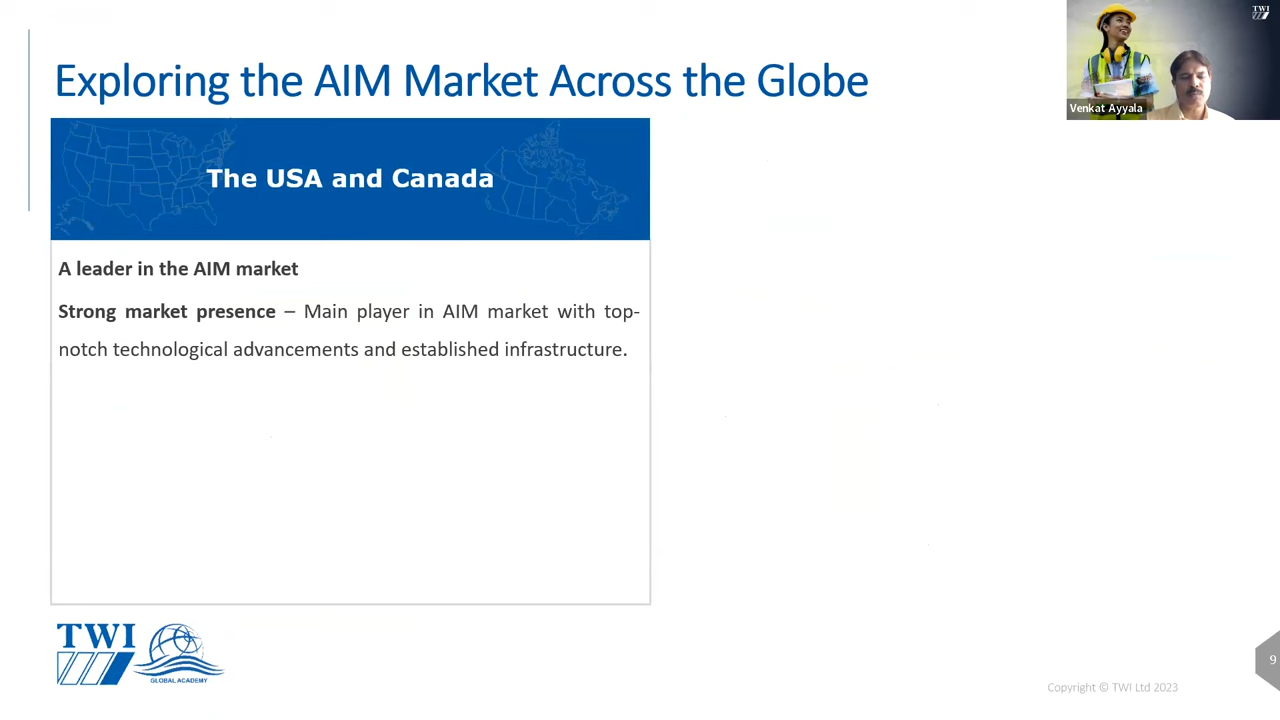 Exploring the AIM Market Across the Globe
TWI
Venkat Ayyala
The USA and Canada
A leader in the AIM market
Strong market presence – Main player in AIM market with top-
notch technological advancements and established infrastructure.
TWI
GLOBAL ACADEMY
9
Copyright © TWI Ltd 2023